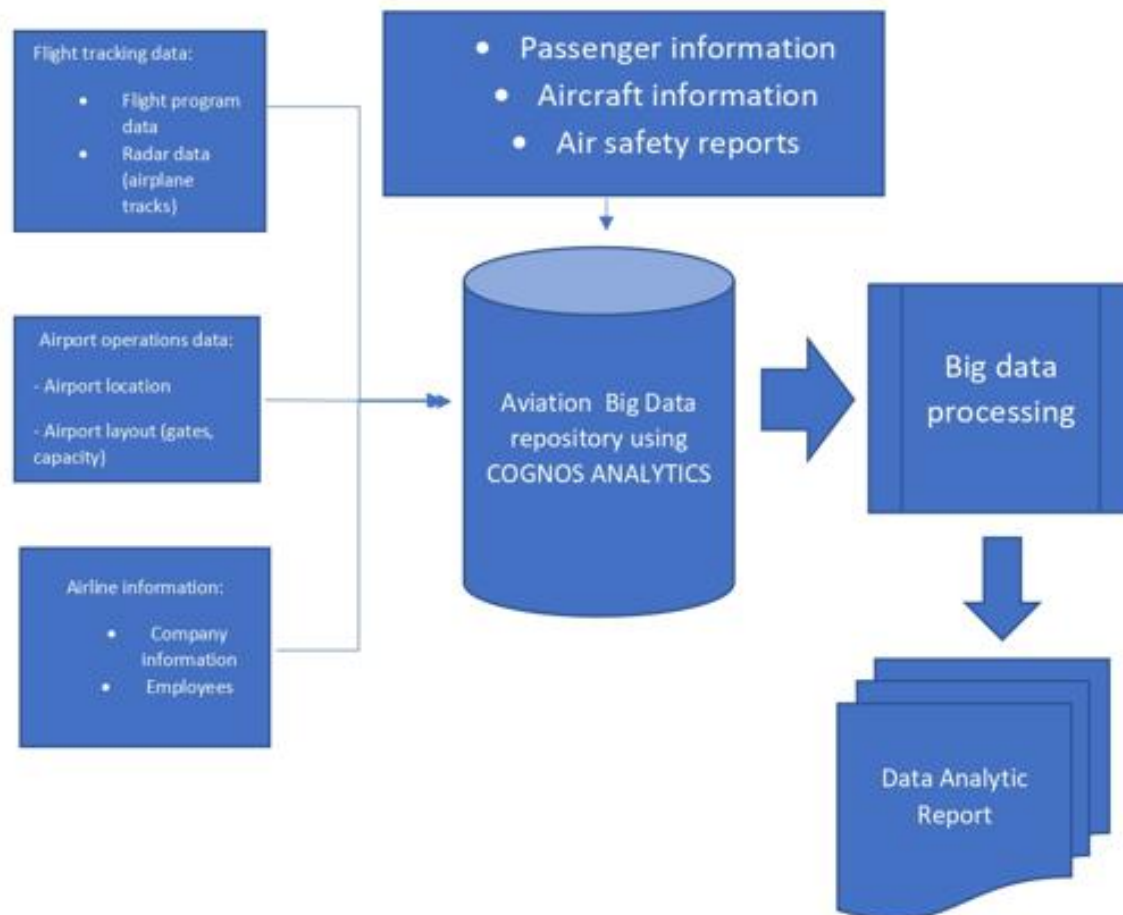 Flight tracking data:
• Flight program
data
• Radar data
(airplane
tracks)
• Passenger information
• Aircraft information
• Air safety reports
Airport operations data:
- Airport location
- Airport layout (gates,
capacity)
Airline information:
• Company
information
• Employees
Aviation Big Data
repository using
COGNOS ANALYTICS
Big data
processing
Data Analytic
Report